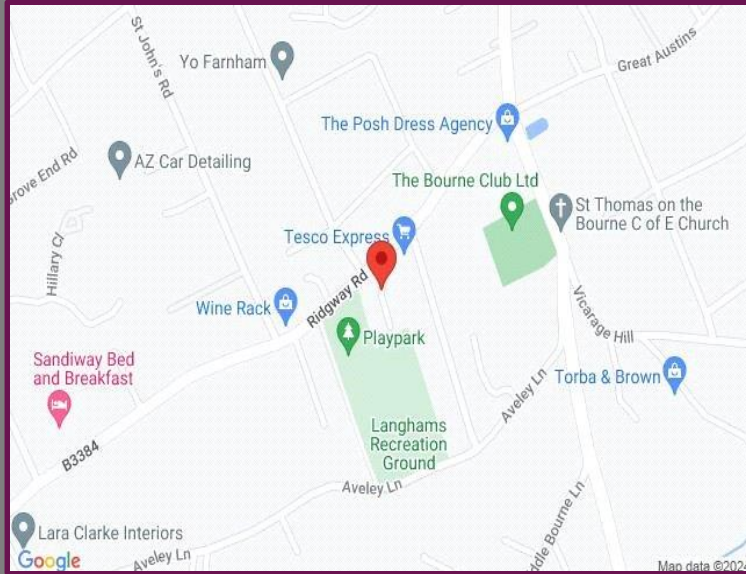 St John's Rd
Yo Farnham
Great Austins
The Posh Dress Agency
AZ Car Detailing
The Bourne Club Ltd
St Thomas on the
Bourne C of E Church
Hillary Cl
Tesco Express
Ridgway Rd
Wine Rack
Playpark
Vicarage Hill
Sandiway Bed
and Breakfast
Torba & Brown
Aveley Ln
Langhams
Recreation
Ground
B3384
Aveley Ln
Lara Clarke Interiors
Google
Aveley Ln
Bourne Ln
Map data ©2024